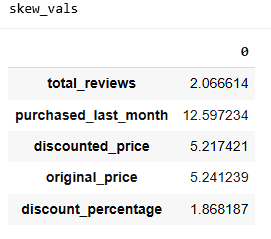 skew_vals
0
total_reviews 2.066614
purchased_last_month 12.597234
discounted_price 5.217421
original_price 5.241239
discount_percentage 1.868187